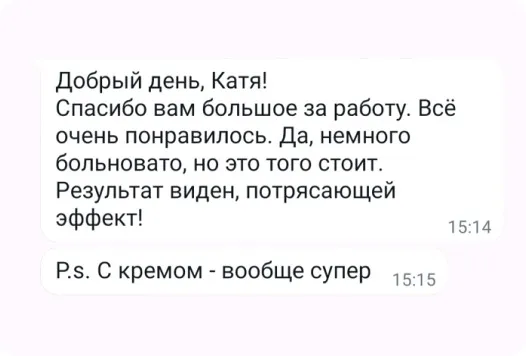 Добрый день, Катя!
Спасибо вам большое за работу. Всё
очень понравилось. Да, немного
больновато, но это того стоит.
Результат виден, потрясающей
эффект!
15:14
P.s. С кремом - вообще супер
15:15